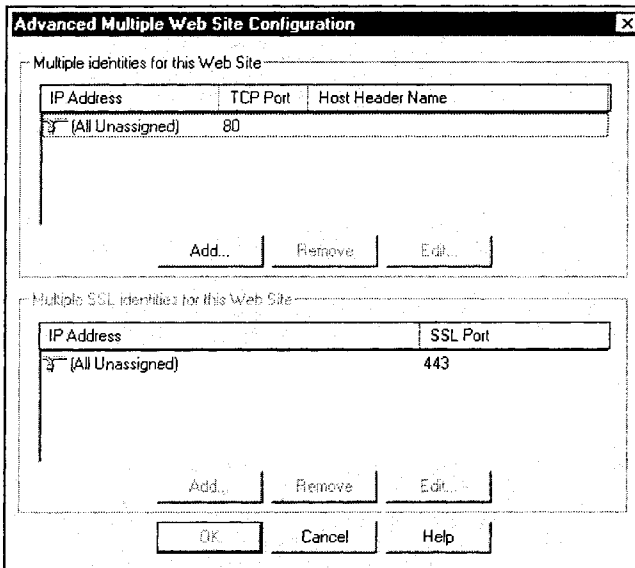 Advanced Multiple Web Site Configuration
Multiple identities for this Web Site
IP Address TCP Port Host Header Name
(All Unassigned) 80
Add... Remove Edit...
Multiple SSL identities for this Web Site
IP Address SSL Port
(All Unassigned) 443
Add... Remove Edit...
OK Cancel Help